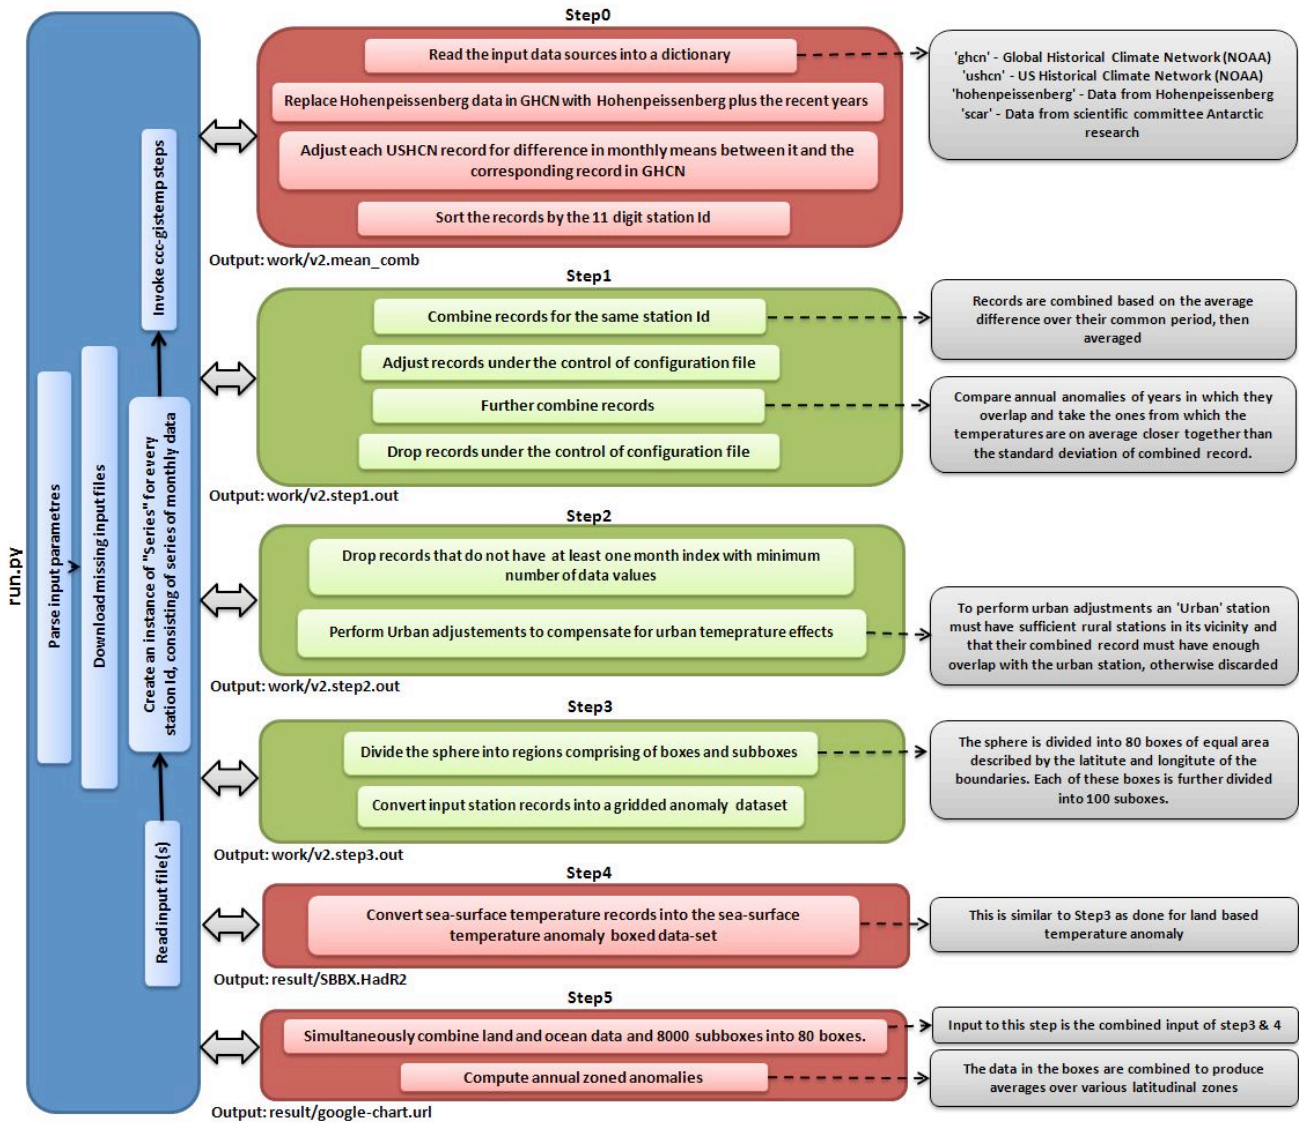 run.py
Parse input parametres
Download missing input files
Invoke ccc-gistemp steps
Create an instance of "Series" for every
station Id, consisting of series of monthly data
Read input file(s)
Step0
Read the input data sources into a dictionary
Replace Hohenpeissenberg data in GHCN with Hohenpeissenberg plus the recent years
Adjust each USHCN record for difference in monthly means between it and the
corresponding record in GHCN
Sort the records by the 11 digit station Id
'ghcn' - Global Historical Climate Network (NOAA)
'ushcn' - US Historical Climate Network (NOAA)
'hohenpeissenberg' - Data from Hohenpeissenberg
'scar' - Data from scientific committee Antarctic
research
Output: work/v2.mean_comb
Step1
Combine records for the same station Id
Adjust records under the control of configuration file
Further combine records
Drop records under the control of configuration file
Records are combined based on the average
difference over their common period, then
averaged
Compare annual anomalies of years in which they
overlap and take the ones from which the
temperatures are on average closer together than
the standard deviation of combined record.
Output: work/v2.step1.out
Step2
Drop records that do not have at least one month index with minimum
number of data values
Perform Urban adjustements to compensate for urban temeprature effects
To perform urban adjustments an 'Urban' station
must have sufficient rural stations in its vicinity and
that their combined record must have enough
overlap with the urban station, otherwise discarded
Output: work/v2.step2.out
Step3
Divide the sphere into regions comprising of boxes and subboxes
Convert input station records into a gridded anomaly dataset
The sphere is divided into 80 boxes of equal area
described by the latitute and longitute of the
boundaries. Each of these boxes is further divided
into 100 suboxes.
Output: work/v2.step3.out
Step4
Convert sea-surface temperature records into the sea-surface
temperature anomaly boxed data-set
This is similar to Step3 as done for land based
temperature anomaly
Output: result/SBBX.HadR2
Step5
Simultaneously combine land and ocean data and 8000 subboxes into 80 boxes.
Compute annual zoned anomalies
Input to this step is the combined input of step3 & 4
The data in the boxes are combined to produce
averages over various latitudinal zones
Output: result/google-chart.url